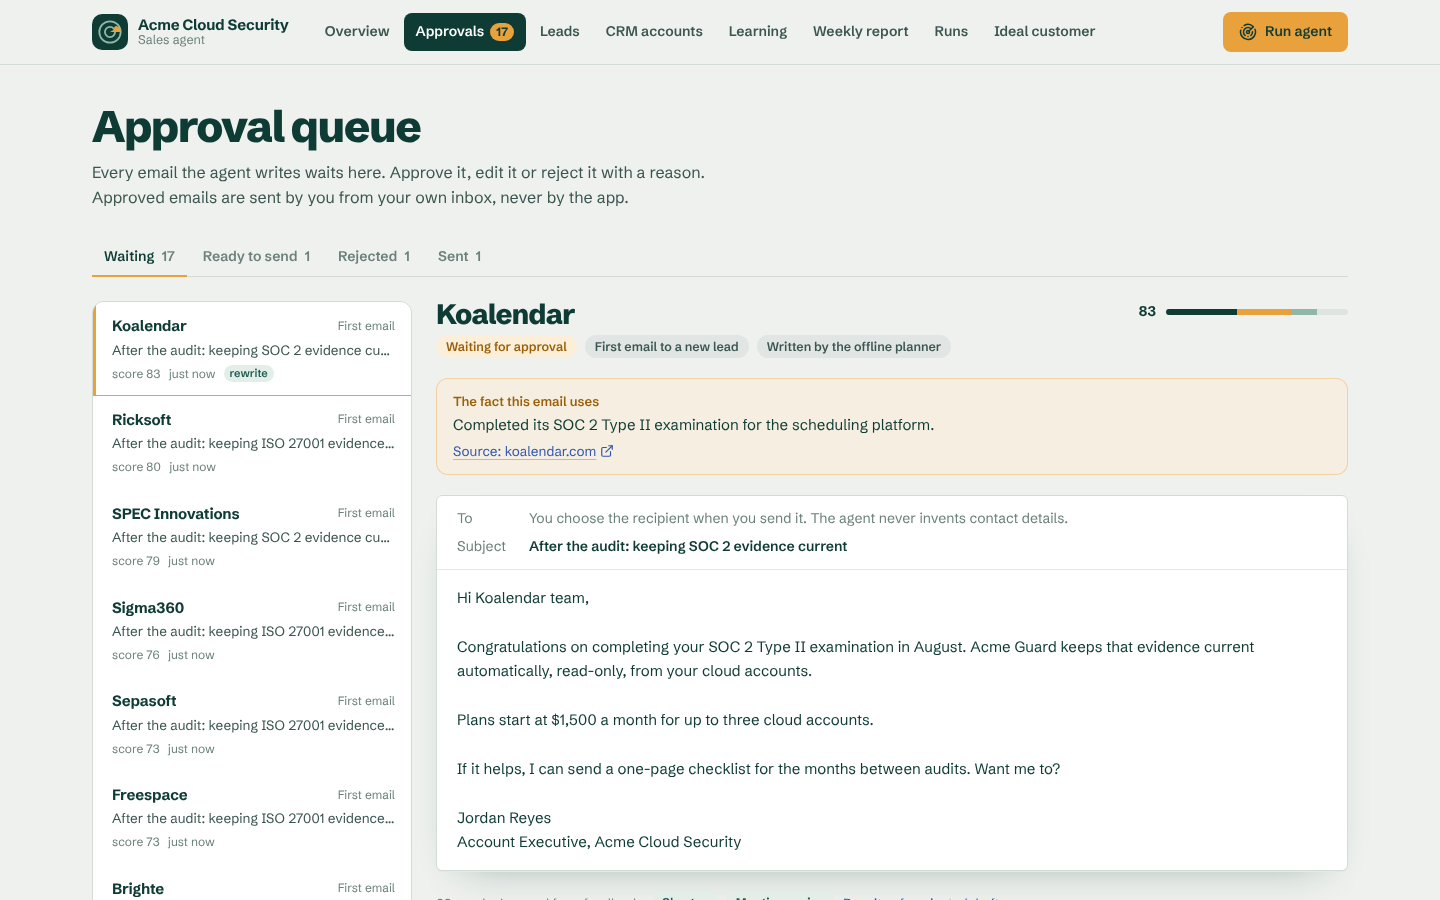 Acme Cloud Security
Sales agent
Overview
Approvals 17
Leads
CRM accounts
Learning
Weekly report
Runs
Ideal customer
Run agent
Approval queue
Every email the agent writes waits here. Approve it, edit it or reject it with a reason.
Approved emails are sent by you from your own inbox, never by the app.
Waiting 17
Ready to send 1
Rejected 1
Sent 1
Koalendar First email
After the audit: keeping SOC 2 evidence cu...
score 83 just now rewrite
Ricksoft First email
After the audit: keeping ISO 27001 evidence...
score 80 just now
SPEC Innovations First email
After the audit: keeping SOC 2 evidence cu...
score 79 just now
Sigma360 First email
After the audit: keeping ISO 27001 evidence...
score 76 just now
Sepasoft First email
After the audit: keeping ISO 27001 evidence...
score 73 just now
Freespace First email
After the audit: keeping ISO 27001 evidence...
score 73 just now
Brighte First email
Koalendar
83
Waiting for approval
First email to a new lead
Written by the offline planner
The fact this email uses
Completed its SOC 2 Type II examination for the scheduling platform.
Source: koalendar.com
To You choose the recipient when you send it. The agent never invents contact details.
Subject After the audit: keeping SOC 2 evidence current
Hi Koalendar team,
Congratulations on completing your SOC 2 Type II examination in August. Acme Guard keeps that evidence current
automatically, read-only, from your cloud accounts.
Plans start at $1,500 a month for up to three cloud accounts.
If it helps, I can send a one-page checklist for the months between audits. Want me to?
Jordan Reyes
Account Executive, Acme Cloud Security